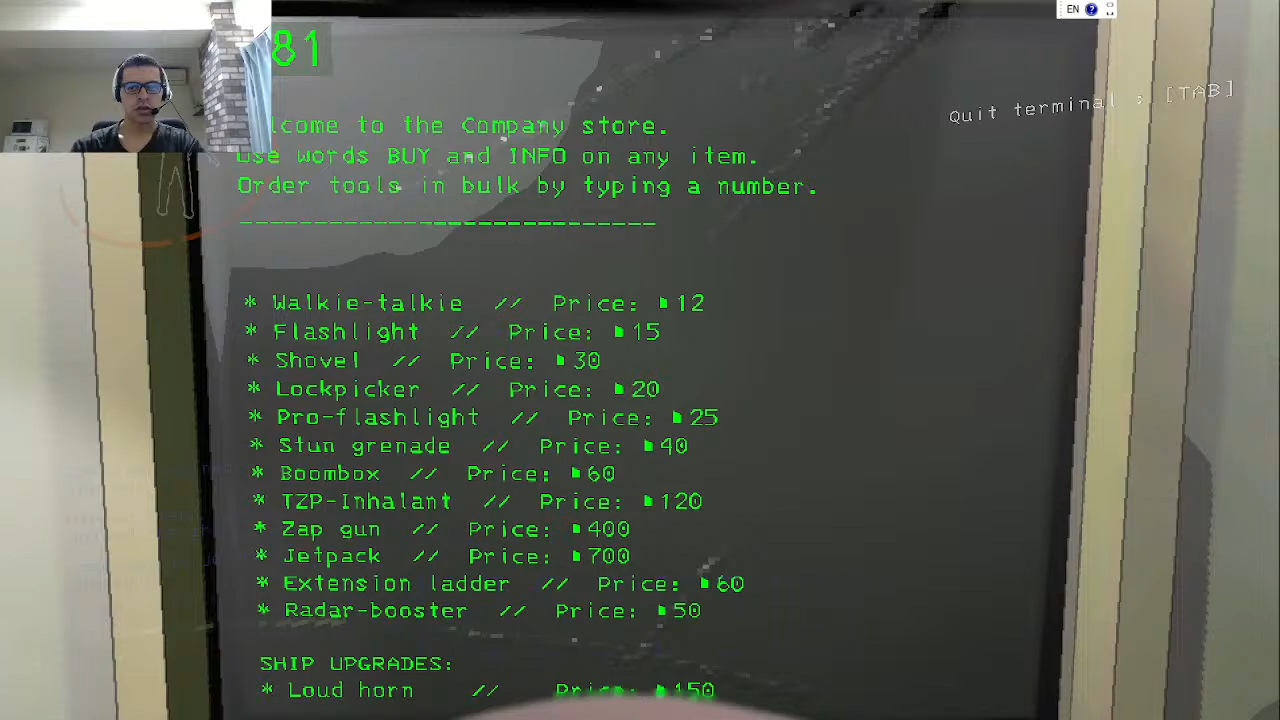 EN
81
lcome to the Company store.
Use words BUY and INFO on any item.
Order tools in bulk by typing a number.
Quit terminal : [TAB]
* Walkie-talkie // Price: 12
* Flashlight // Price: 15
* Shovel // Price: 30
* Lockpicker // Price: 20
* Pro-flashlight // Price: 25
* Stun grenade // Price: 40
* Boombox // Price: 60
* TZP-Inhalant // Price: 120
* Zap gun // Price: 400
* Jetpack // Price: 700
* Extension ladder // Price: 60
* Radar-booster // Price: 50
SHIP UPGRADES:
* Loud horn // Price: 150